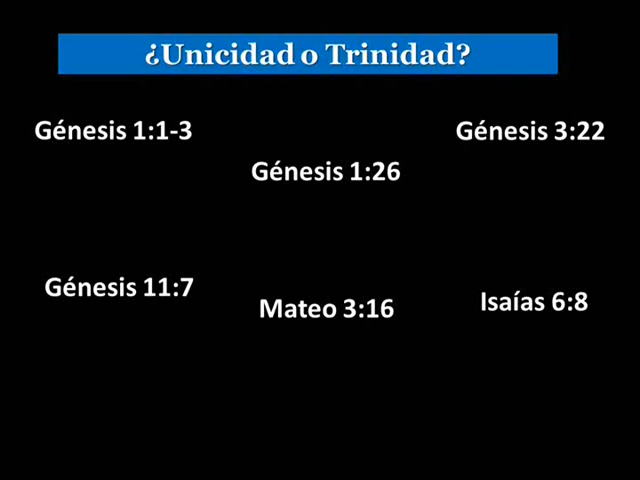 ¿Unicidad o Trinidad?
Génesis 1:1-3
Génesis 3:22
Génesis 1:26
Génesis 11:7
Mateo 3:16
Isaías 6:8